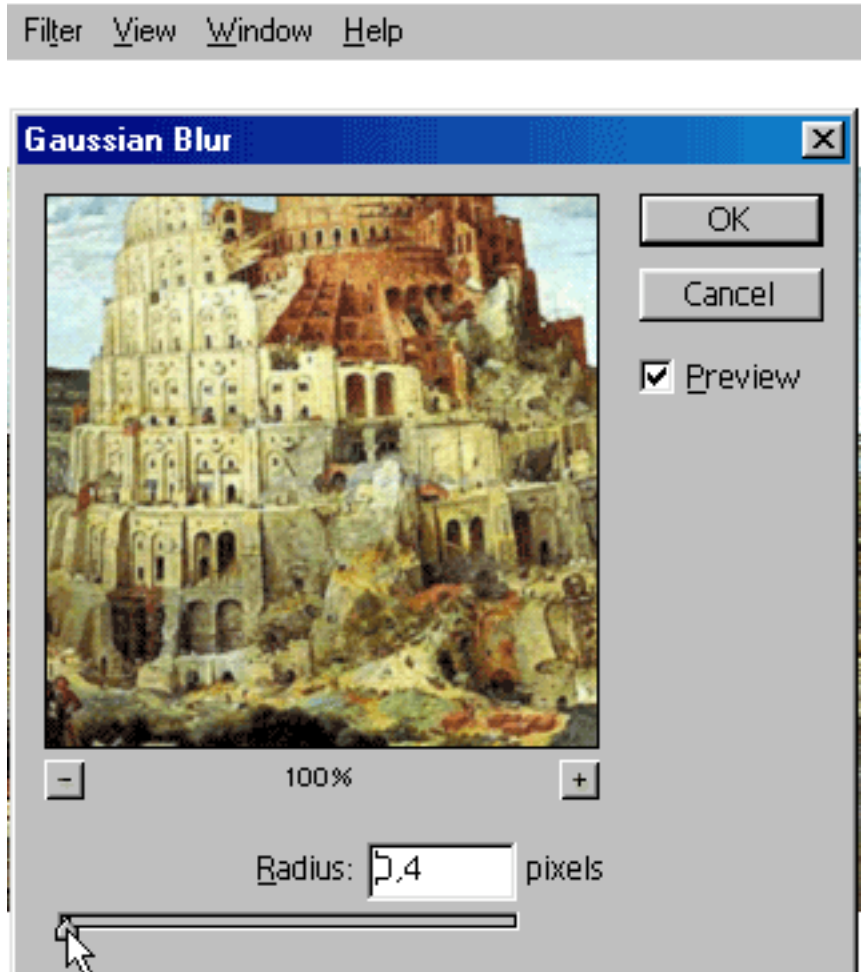 Filter View Window Help
Gaussian Blur
OK
Cancel
Preview
- 100% +
Radius: 0,4 pixels